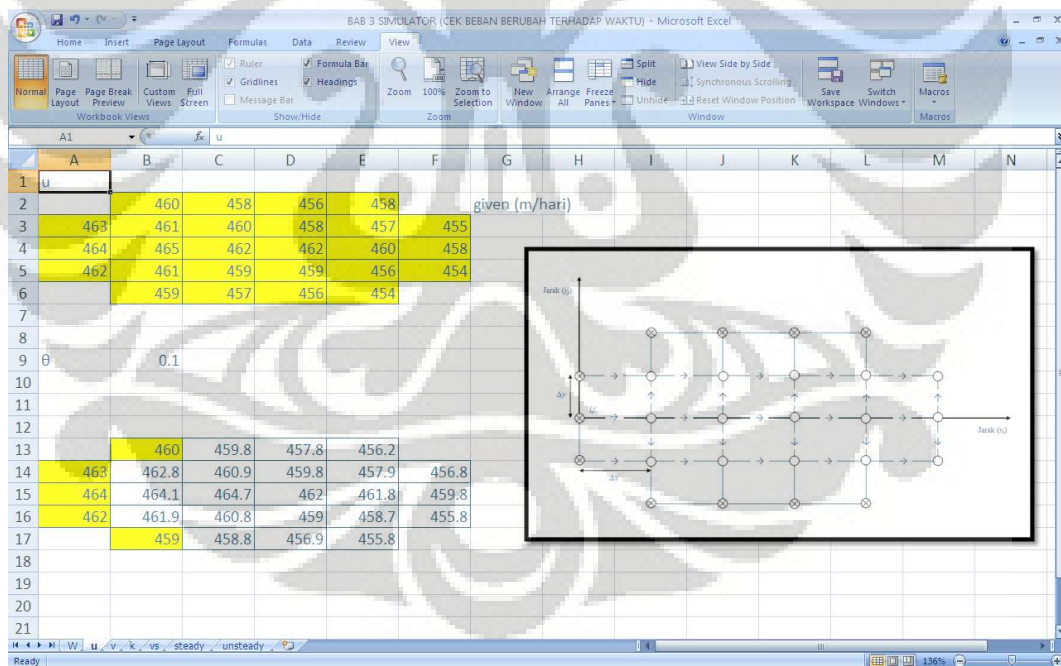 BAB 3 SIMULATOR (CEK BEBAN BERUBAH TERHADAP WAKTU) - Microsoft Excel
Home Insert Page Layout Formulas Data Review View
Normal Page Layout Page Break Preview Custom Views Full Screen
Ruler Formula Bar
Gridlines Headings
Message Bar
Zoom 100% Zoom to Selection
New Window Arrange All Freeze Panes
Split View Side by Side
Hide Synchronous Scrolling
Unhide Reset Window Position
Save Workspace Switch Windows Macros
Workbook Views Show/Hide Zoom Window Macros
A1 fx u
A B C D E F G H I J K L M N
1 u
2 460 458 456 458 given (m/hari)
3 463 461 460 458 457 455
4 464 465 462 462 460 458
5 462 461 459 459 456 454
6 459 457 456 454
7
8
9 θ 0.1
10
11
12
13 460 459.8 457.8 456.2
14 463 462.8 460.9 459.8 457.9 456.8
15 464 464.1 464.7 462 461.8 459.8
16 462 461.9 460.8 459 458.7 455.8
17 459 458.8 456.9 455.8
18
19
20
21
Jarak (yⱼ)
Δy
Jarak (xᵢ)
Δx
W u v k vs steady unsteady
Ready 136%